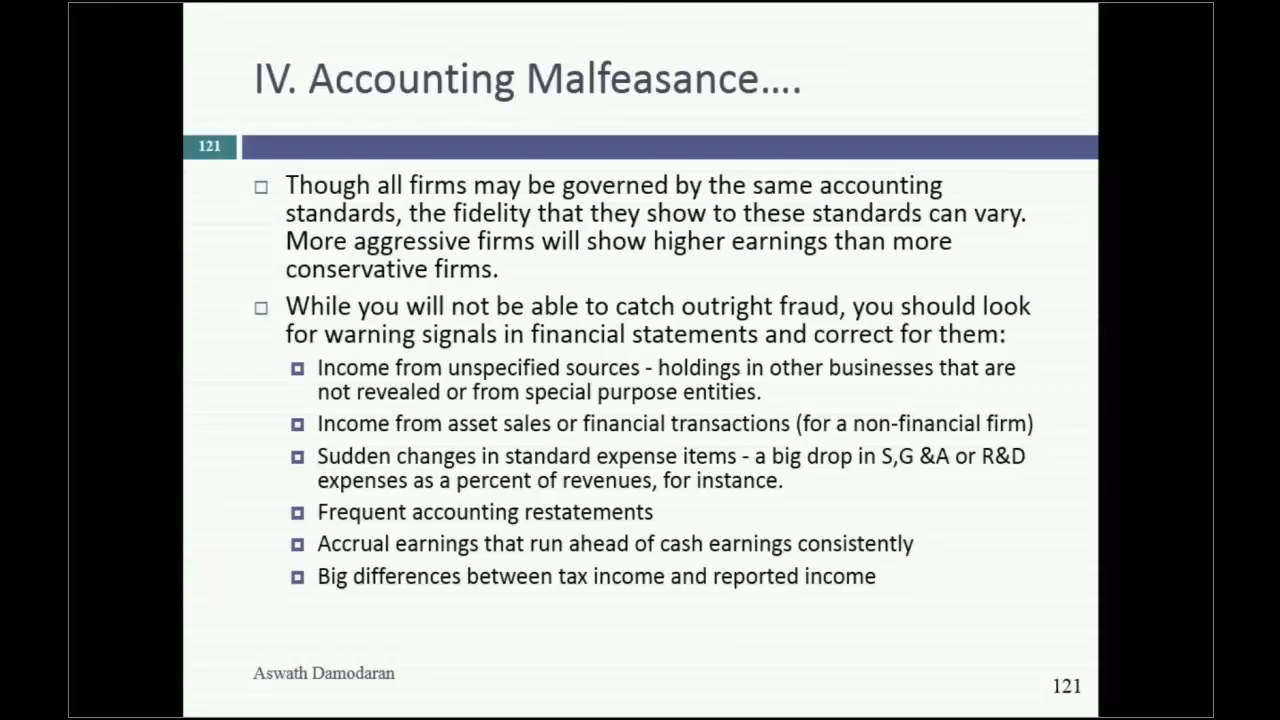 IV. Accounting Malfeasance....
121
Though all firms may be governed by the same accounting
standards, the fidelity that they show to these standards can vary.
More aggressive firms will show higher earnings than more
conservative firms.
While you will not be able to catch outright fraud, you should look
for warning signals in financial statements and correct for them:
Income from unspecified sources - holdings in other businesses that are
not revealed or from special purpose entities.
Income from asset sales or financial transactions (for a non-financial firm)
Sudden changes in standard expense items - a big drop in S,G &A or R&D
expenses as a percent of revenues, for instance.
Frequent accounting restatements
Accrual earnings that run ahead of cash earnings consistently
Big differences between tax income and reported income
Aswath Damodaran
121